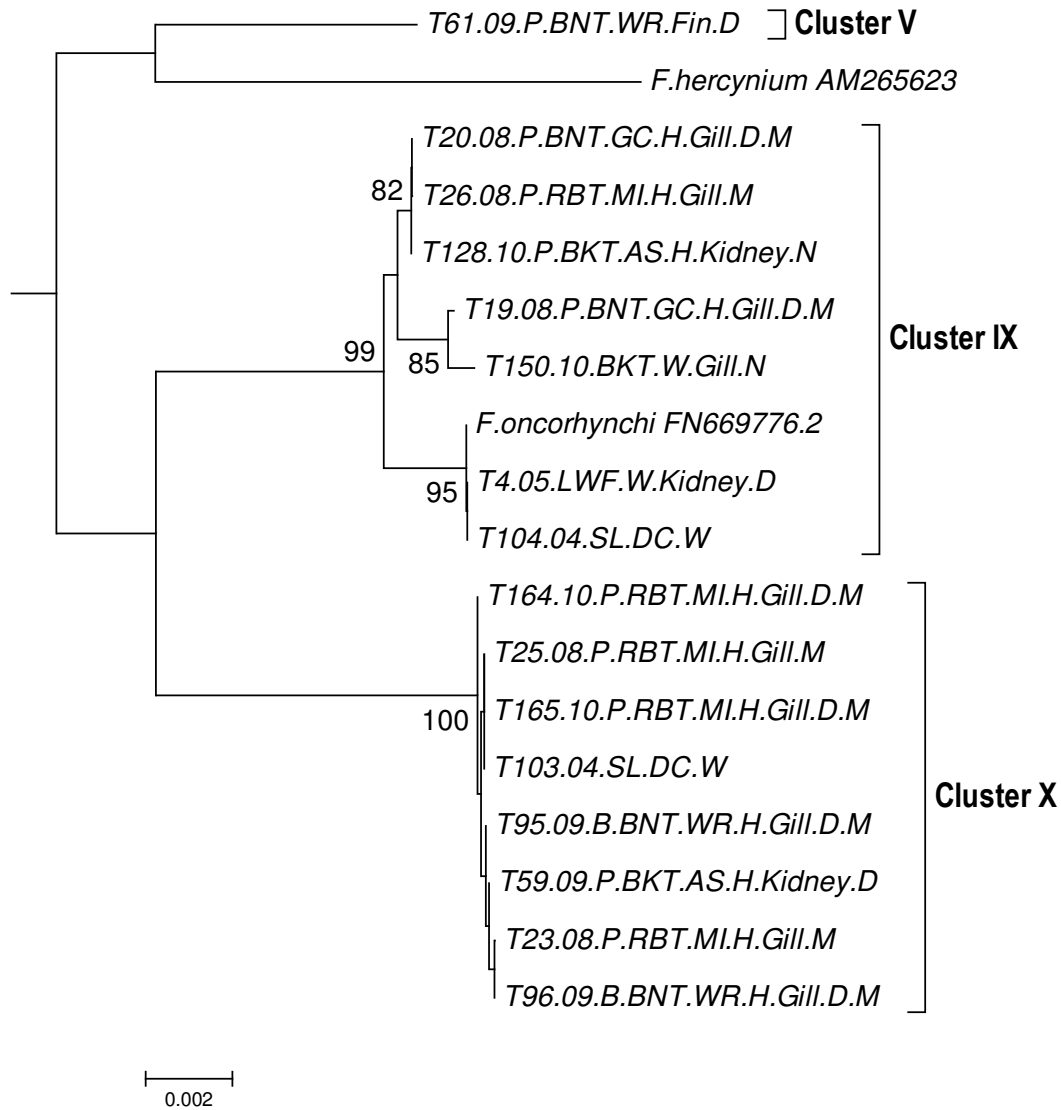 T61.09.P.BNT.WR.Fin.D Cluster V
F.hercynium AM265623
T20.08.P.BNT.GC.H.Gill.D.M
82 T26.08.P.RBT.MI.H.Gill.M
T128.10.P.BKT.AS.H.Kidney.N
T19.08.P.BNT.GC.H.Gill.D.M
Cluster IX
99
85 T150.10.BKT.W.Gill.N
F.oncorhynchi FN669776.2
95 T4.05.LWF.W.Kidney.D
T104.04.SL.DC.W
T164.10.P.RBT.MI.H.Gill.D.M
T25.08.P.RBT.MI.H.Gill.M
100 T165.10.P.RBT.MI.H.Gill.D.M
T103.04.SL.DC.W
Cluster X
T95.09.B.BNT.WR.H.Gill.D.M
T59.09.P.BKT.AS.H.Kidney.D
T23.08.P.RBT.MI.H.Gill.M
T96.09.B.BNT.WR.H.Gill.D.M
0.002